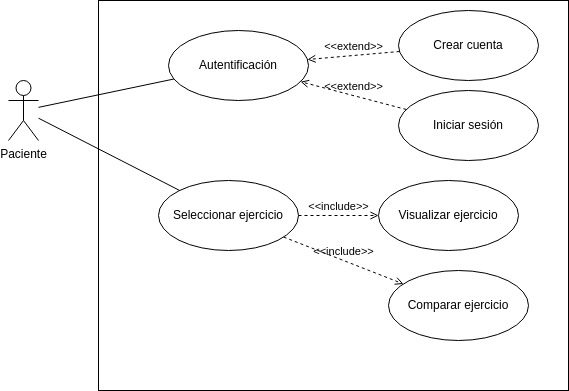 Crear cuenta
<<extend>>
Autentificación
<<extend>>
Iniciar sesión
Paciente
<<include>>
Seleccionar ejercicio
Visualizar ejercicio
<<include>>
Comparar ejercicio